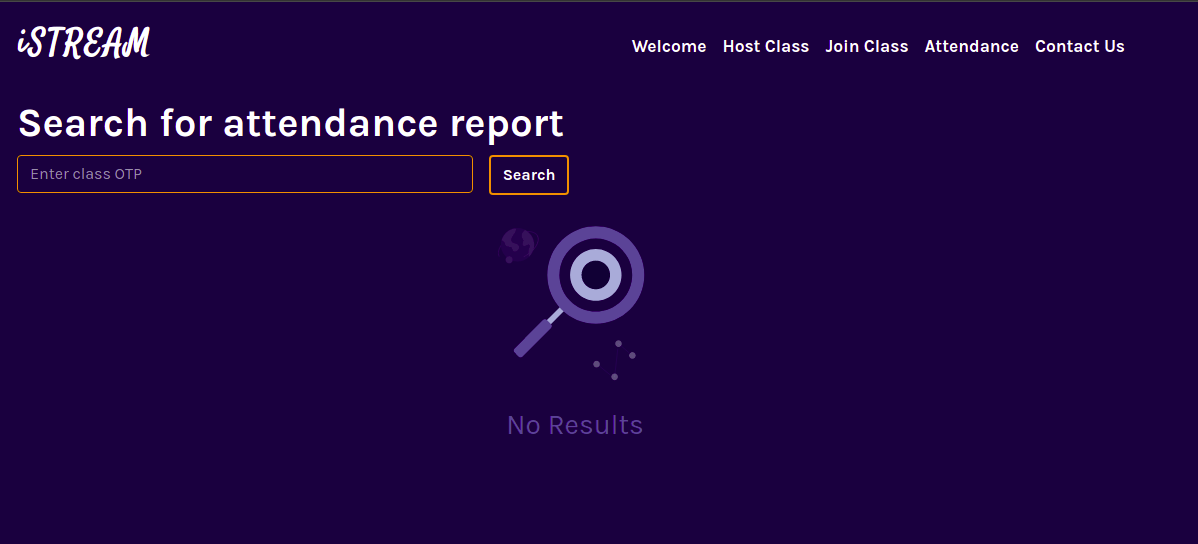 iSTREAM
Welcome Host Class Join Class Attendance Contact Us
Search for attendance report
Enter class OTP
Search
No Results